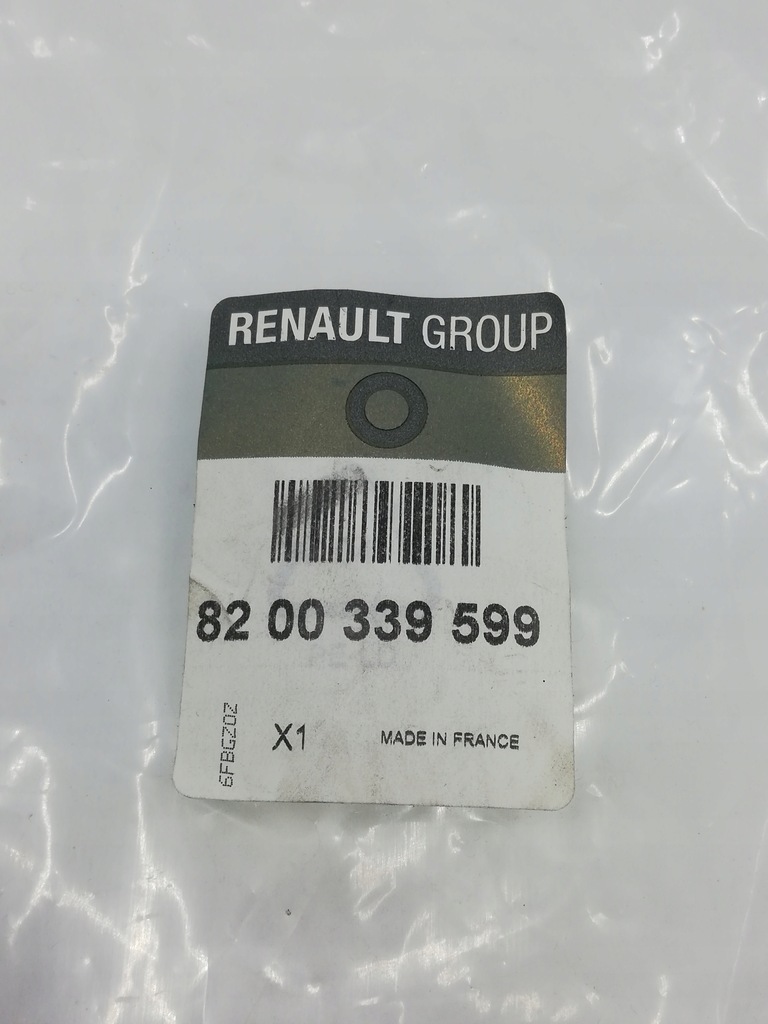 RENAULT GROUP
82 00 339 599
6FBGZ0Z
X1
MADE IN FRANCE